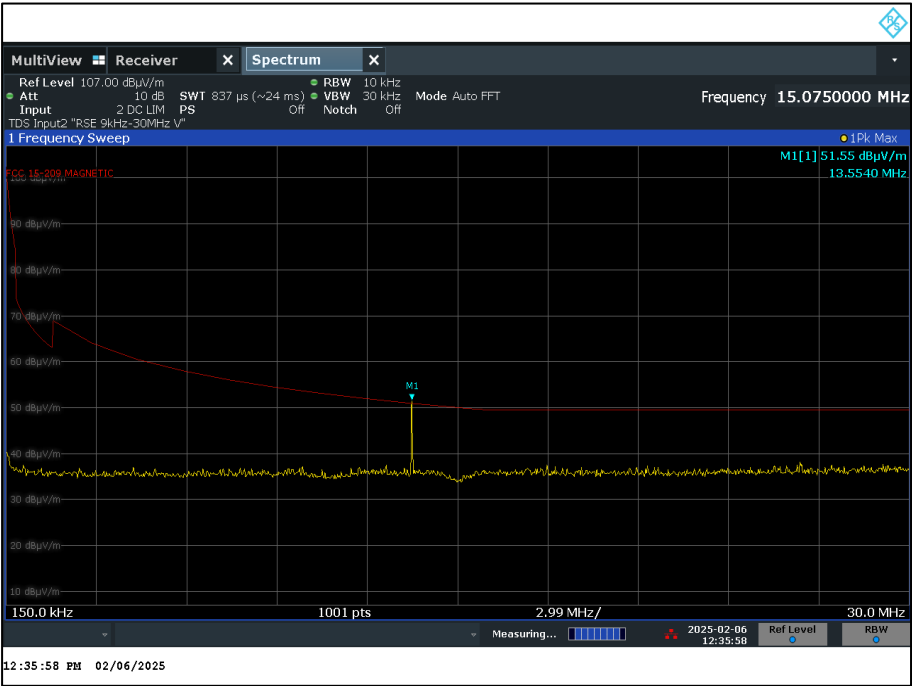 R S
MultiView Receiver X Spectrum X
Ref Level 107.00 dBµV/m RBW 10 kHz
Att 10 dB SWT 837 µs (~24 ms) VBW 30 kHz Mode Auto FFT Frequency 15.0750000 MHz
Input 2 DC LIM PS Off Notch Off
TDS Input2 "RSE 9kHz-30MHz V"
1 Frequency Sweep 1Pk Max
M1[1] 51.55 dBµV/m
13.5540 MHz
FCC 15-209 MAGNETIC
100 dBµV/m
90 dBµV/m
80 dBµV/m
70 dBµV/m
60 dBµV/m
M1
50 dBµV/m
40 dBµV/m
30 dBµV/m
20 dBµV/m
10 dBµV/m
150.0 kHz 1001 pts 2.99 MHz/ 30.0 MHz
Measuring... 2025-02-06 Ref Level RBW
12:35:58
12:35:58 PM 02/06/2025